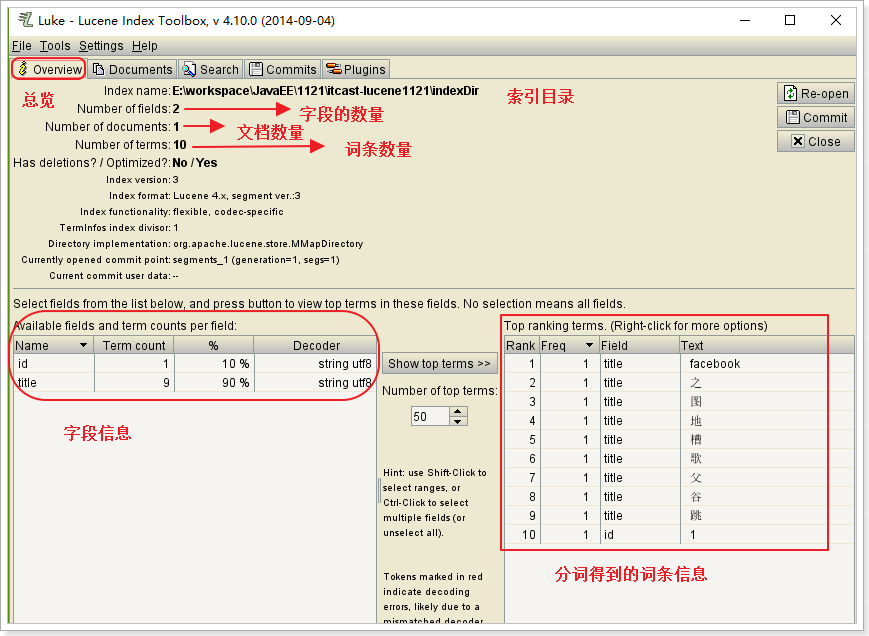 Luke - Lucene Index Toolbox, v 4.10.0 (2014-09-04)
File Tools Settings Help
Overview Documents Search Commits Plugins
总览
Index name: E:\workspace\JavaEE\1121\itcast-lucene1121\indexDir
索引目录
Re-open
Number of fields: 2
字段的数量
Commit
Number of documents: 1
文档数量
Number of terms: 10
词条数量
Close
Has deletions? / Optimized?: No / Yes
Index version: 3
Index format: Lucene 4.x, segment ver.:3
Index functionality: flexible, codec-specific
TermInfos index divisor: 1
Directory implementation: org.apache.lucene.store.MMapDirectory
Currently opened commit point: segments_1 (generation=1, segs=1)
Current commit user data: --
Select fields from the list below, and press button to view top terms in these fields. No selection means all fields.
Available fields and term counts per field:
Name Term count % Decoder
id 1 10 % string utf8
title 9 90 % string utf8
字段信息
Show top terms >>
Number of top terms:
50
Hint: use Shift-Click to
select ranges, or
Ctrl-Click to select
multiple fields (or
unselect all).
Tokens marked in red
indicate decoding
errors, likely due to a
mismatched decoder
Top ranking terms. (Right-click for more options)
Rank Freq Field Text
1 1 title facebook
2 1 title 之
3 1 title 图
4 1 title 地
5 1 title 槽
6 1 title 歌
7 1 title 父
8 1 title 谷
9 1 title 跳
10 1 id 1
分词得到的词条信息